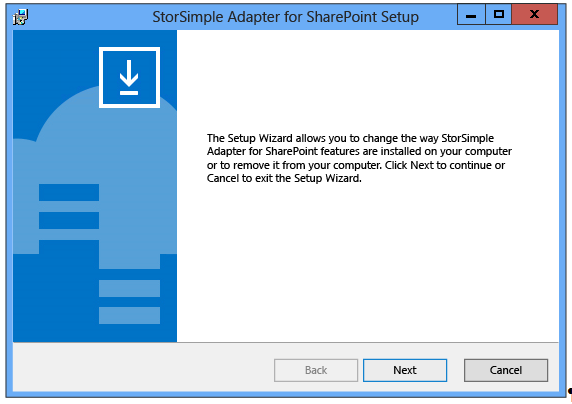 StorSimple Adapter for SharePoint Setup
The Setup Wizard allows you to change the way StorSimple
Adapter for SharePoint features are installed on your computer
or to remove it from your computer. Click Next to continue or
Cancel to exit the Setup Wizard.
Back Next Cancel